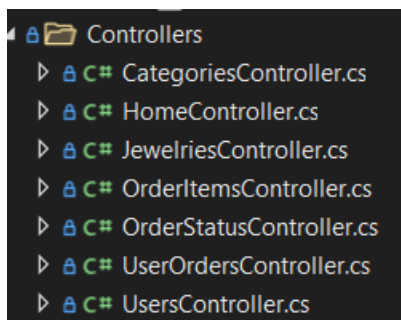 Controllers
C# CategoriesController.cs
C# HomeController.cs
C# JewelriesController.cs
C# OrderItemsController.cs
C# OrderStatusController.cs
C# UserOrdersController.cs
C# UsersController.cs